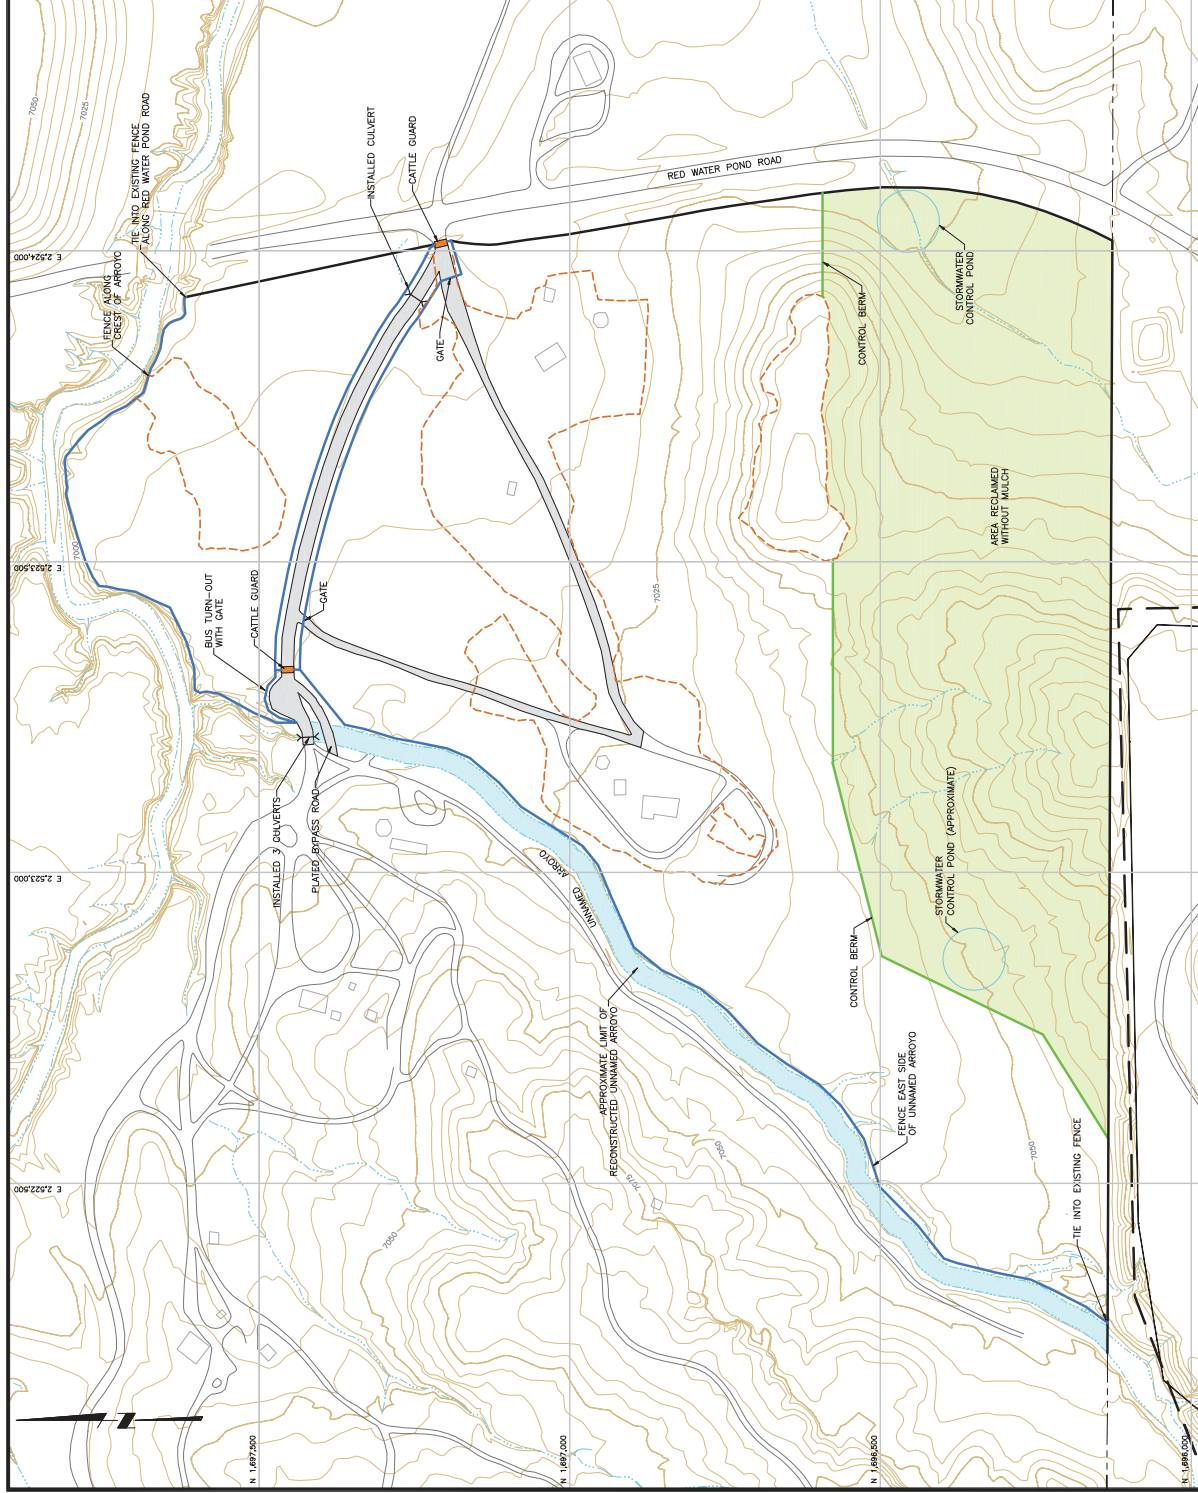 7050
7025
TIE INTO EXISTING FENCE
ALONG RED WATER POND ROAD
FENCE ALONG
CREST OF ARROYO
E 2,524,000
INSTALLED CULVERT
CATTLE GUARD
RED WATER POND ROAD
GATE
CONTROL BERM
STORMWATER
CONTROL POND
7000
E 2,523,500
BUS TURN-OUT
WITH GATE
CATTLE GUARD
GATE
7025
AREA RECLAIMED
WITHOUT MULCH
INSTALLED 3 CULVERTS
PLATED BYPASS ROAD
E 2,523,000
UNNAMED
ARROYO
STORMWATER
CONTROL POND (APPROXIMATE)
CONTROL BERM
APPROXIMATE LIMIT OF
RECONSTRUCTED UNNAMED ARROYO
FENCE EAST SIDE
OF UNNAMED ARROYO
7050
7075
7050
7050
E 2,522,500
TIE INTO EXISTING FENCE
N 1,697,500
N 1,697,000
N 1,696,500
N 1,696,000